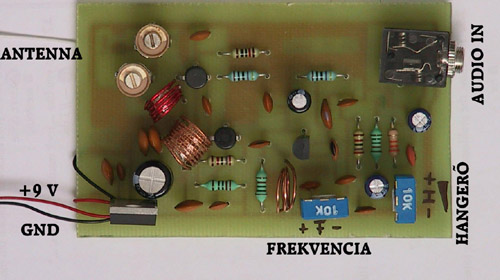 ANTENNA
AUDIO IN
+9 V
GND
10K
+ F -
10K
+H-
FREKVENCIA
HANGERŐ